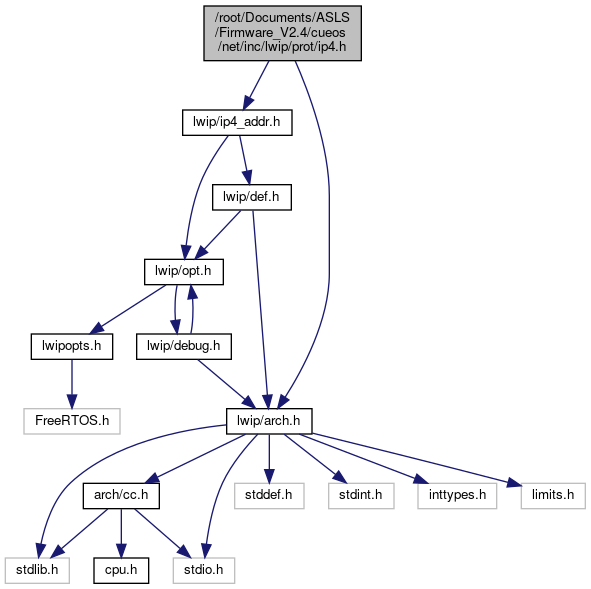 /root/Documents/ASLS
/Firmware_V2.4/cueos
/net/inc/lwip/prot/ip4.h
lwip/ip4_addr.h
lwip/def.h
lwip/opt.h
lwipopts.h
lwip/debug.h
FreeRTOS.h
lwip/arch.h
arch/cc.h
stddef.h
stdint.h
inttypes.h
limits.h
stdlib.h
cpu.h
stdio.h